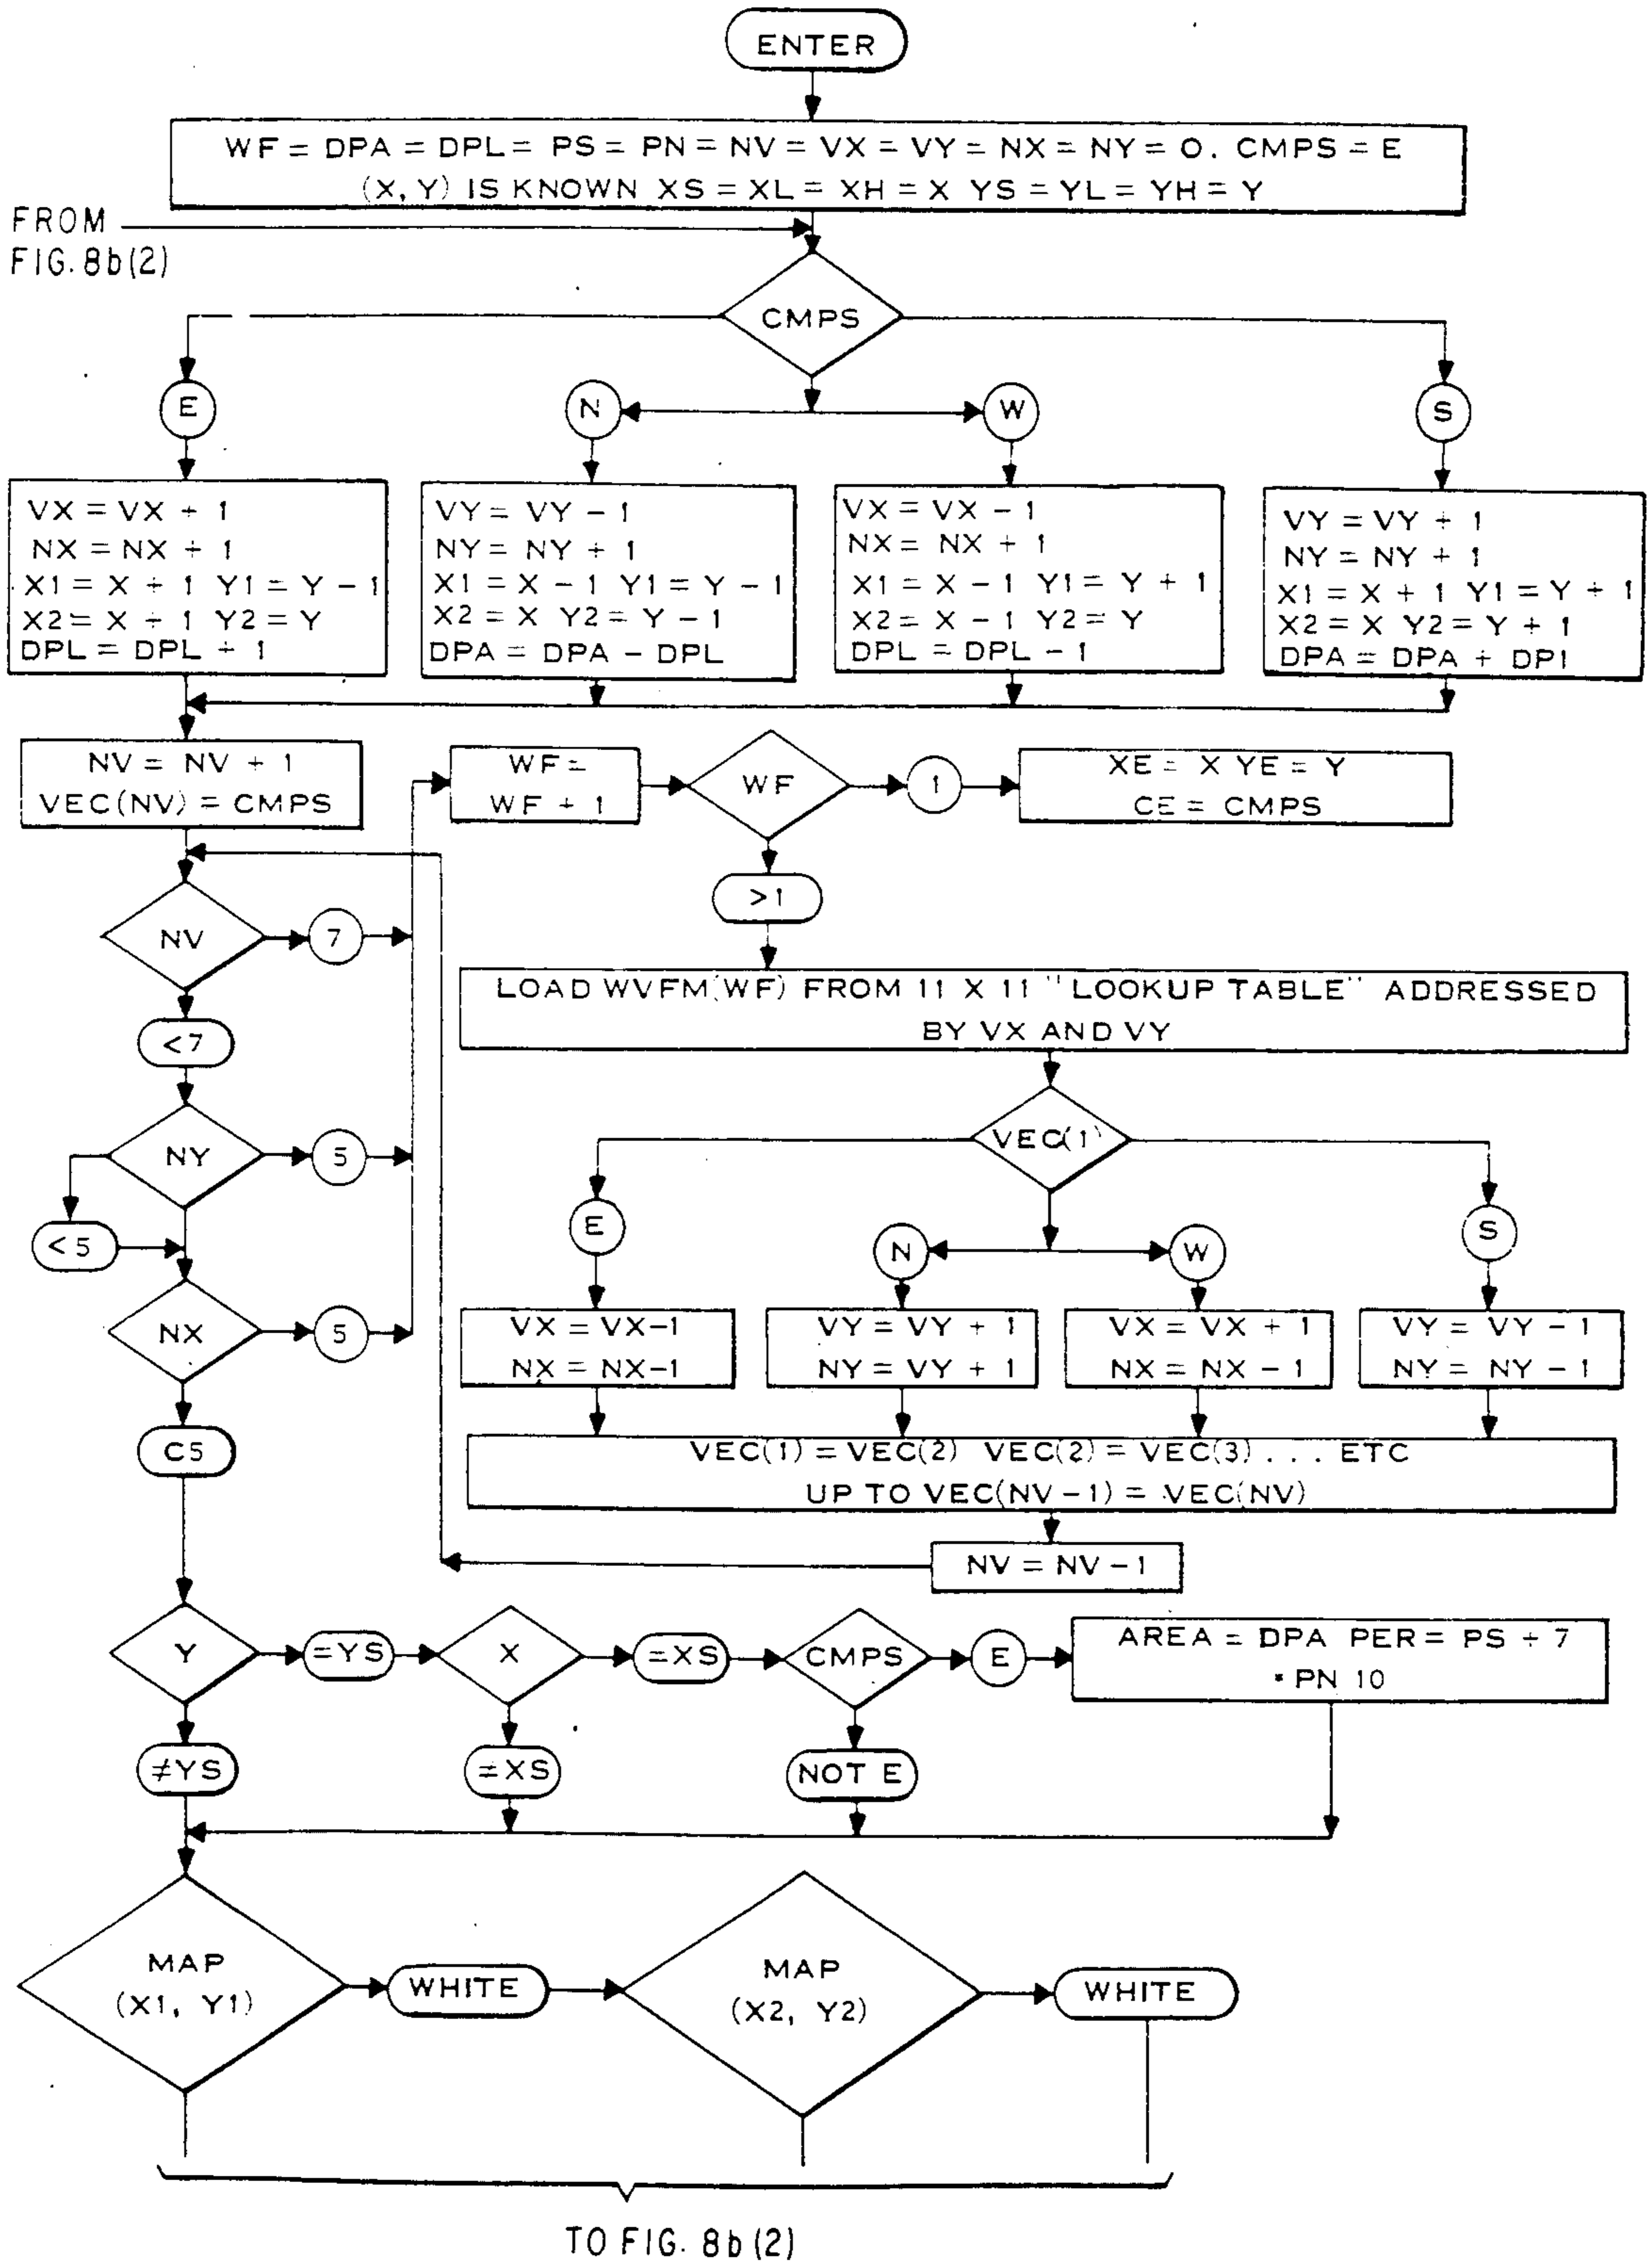 ENTER
WF = DPA = DPL = PS = PN = NV = VX = VY = NX = NY = 0. CMPS = E
(X, Y) IS KNOWN XS = XL = XH = X YS = YL = YH = Y
FROM
FIG. 8b(2)
CMPS
E
N
W
S
VX = VX + 1
NX = NX + 1
X1 = X + 1 Y1 = Y - 1
X2 = X + 1 Y2 = Y
DPL = DPL + 1
VY = VY - 1
NY = NY + 1
X1 = X - 1 Y1 = Y - 1
X2 = X Y2 = Y - 1
DPA = DPA - DPL
VX = VX - 1
NX = NX + 1
X1 = X - 1 Y1 = Y + 1
X2 = X - 1 Y2 = Y
DPL = DPL - 1
VY = VY + 1
NY = NY + 1
X1 = X + 1 Y1 = Y + 1
X2 = X Y2 = Y + 1
DPA = DPA + DPI
NV = NV + 1
VEC(NV) = CMPS
WF =
WF + 1
WF
1
XE = X YE = Y
CE = CMPS
>1
NV
7
<7
LOAD WVFM(WF) FROM 11 X 11 "LOOKUP TABLE" ADDRESSED
BY VX AND VY
VEC(1)
NY
5
<5
E
N
W
S
NX
5
VX = VX-1
NX = NX-1
VY = VY + 1
NY = VY + 1
VX = VX + 1
NX = NX - 1
VY = VY - 1
NY = NY - 1
C5
VEC(1) = VEC(2) VEC(2) = VEC(3) . . . ETC
UP TO VEC(NV-1) = VEC(NV)
NV = NV - 1
Y
=YS
X
=XS
CMPS
E
AREA = DPA PER = PS + 7
* PN 10
≠YS
=XS
NOT E
MAP
(X1, Y1)
WHITE
MAP
(X2, Y2)
WHITE
TO FIG. 8b(2)